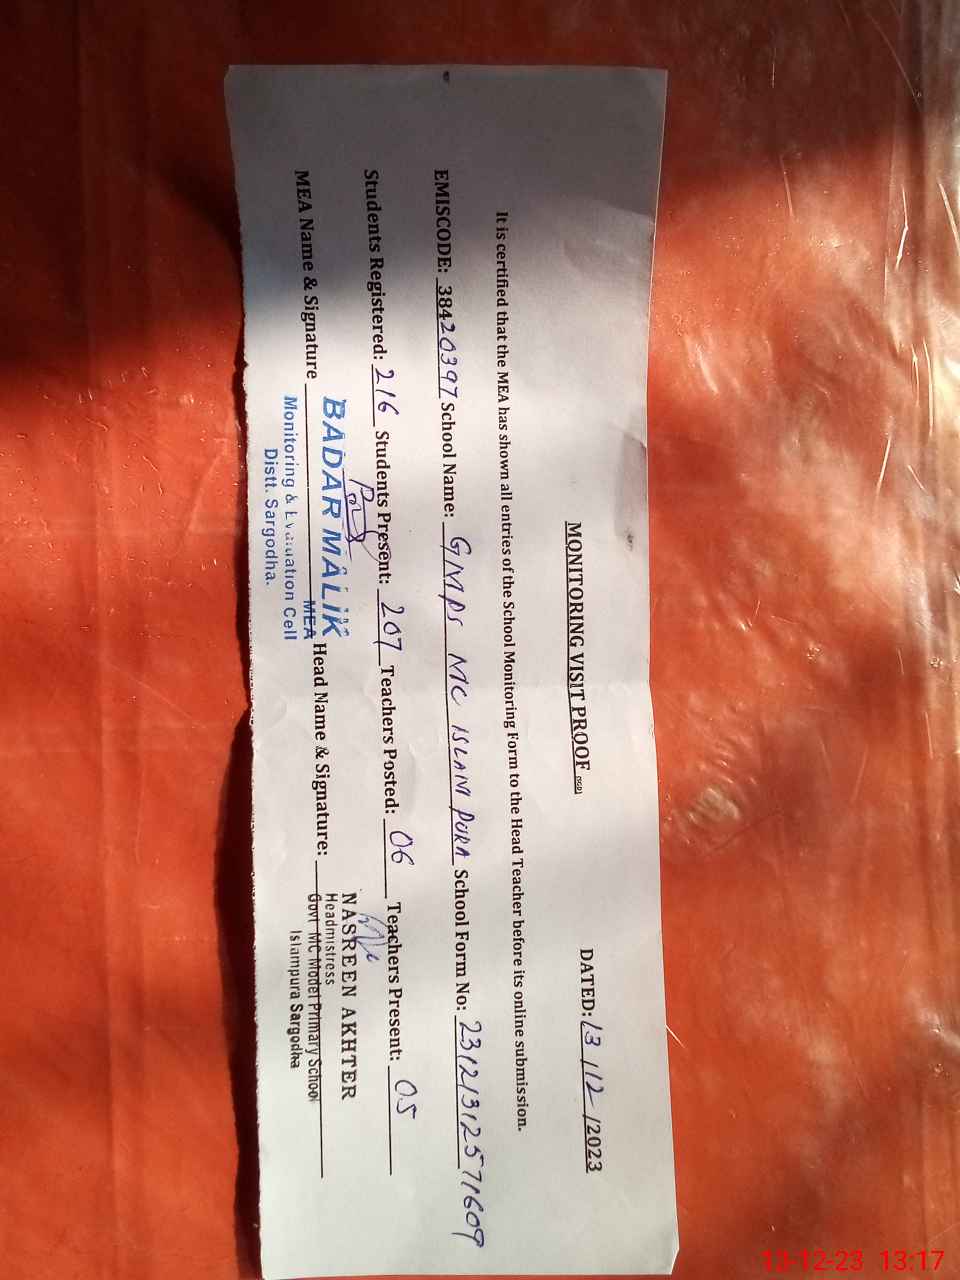 MONITORING VISIT PROOF (SGD)
DATED: 13 /12 /2023
It is certified that the MEA has shown all entries of the School Monitoring Form to the Head Teacher before its online submission.
EMISCODE: 38420397 School Name: GMPS MC ISLAM PURA School Form No: 23121312571609
Students Registered: 216 Students Present: 207 Teachers Posted: 06 Teachers Present: 05
MEA Name & Signature Head Name & Signature:
BADAR MALIK
MEA
Monitoring & Evaluation Cell
Distt. Sargodha.
NASREEN AKHTER
Headmistress
Govt MC Model Primary School
Islampura Sargodha
13-12-23 13:17